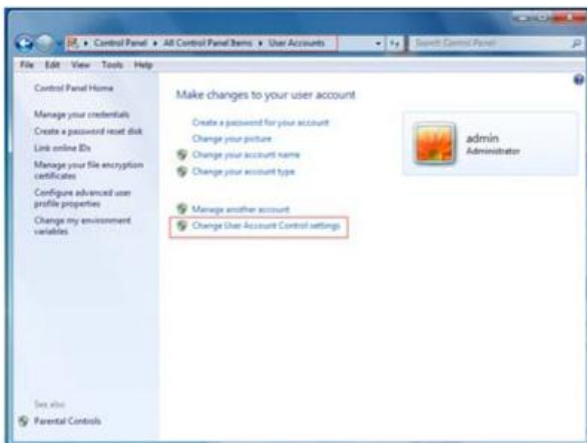 Control Panel ▸ All Control Panel Items ▸ User Accounts
Search Control Panel
File Edit View Tools Help
Control Panel Home
Manage your credentials
Create a password reset disk
Link online IDs
Manage your file encryption
certificates
Configure advanced user
profile properties
Change my environment
variables
See also
Parental Controls
Make changes to your user account
Create a password for your account
Change your picture
Change your account name
Change your account type
Manage another account
Change User Account Control settings
admin
Administrator